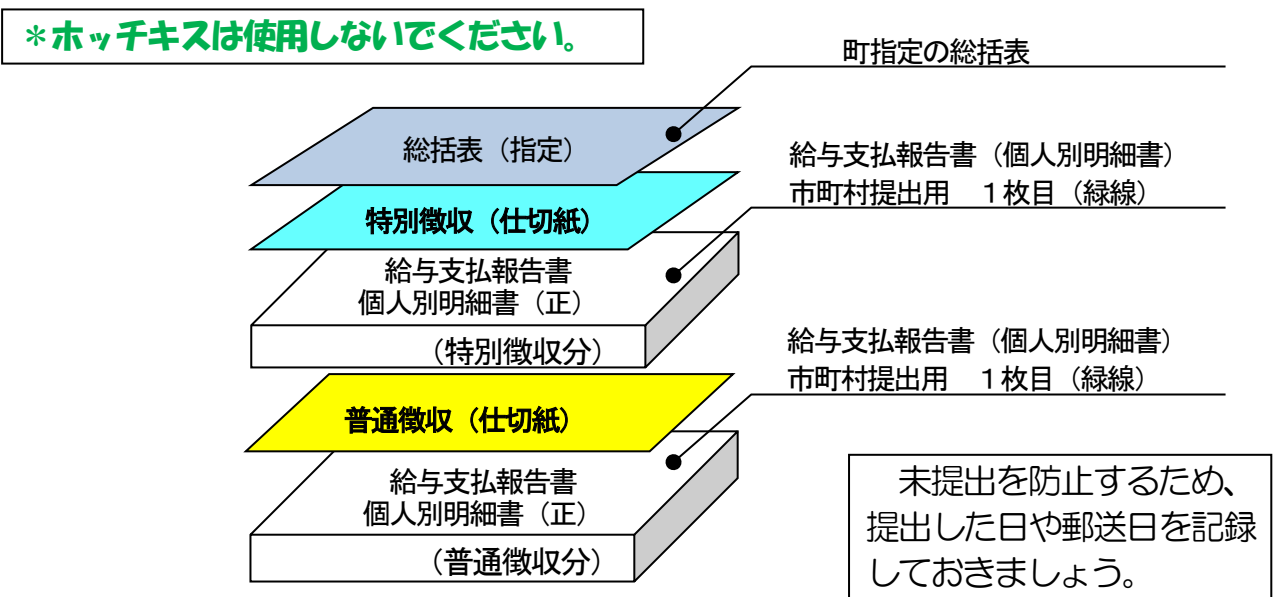 ＊ホッチキスは使用しないでください。
町指定の総括表
総括表（指定）
給与支払報告書（個人別明細書）
市町村提出用　１枚目（緑線）
特別徴収（仕切紙）
給与支払報告書
個人別明細書（正）
（特別徴収分）
給与支払報告書（個人別明細書）
市町村提出用　１枚目（緑線）
普通徴収（仕切紙）
給与支払報告書
個人別明細書（正）
（普通徴収分）
未提出を防止するため、
提出した日や郵送日を記録
しておきましょう。